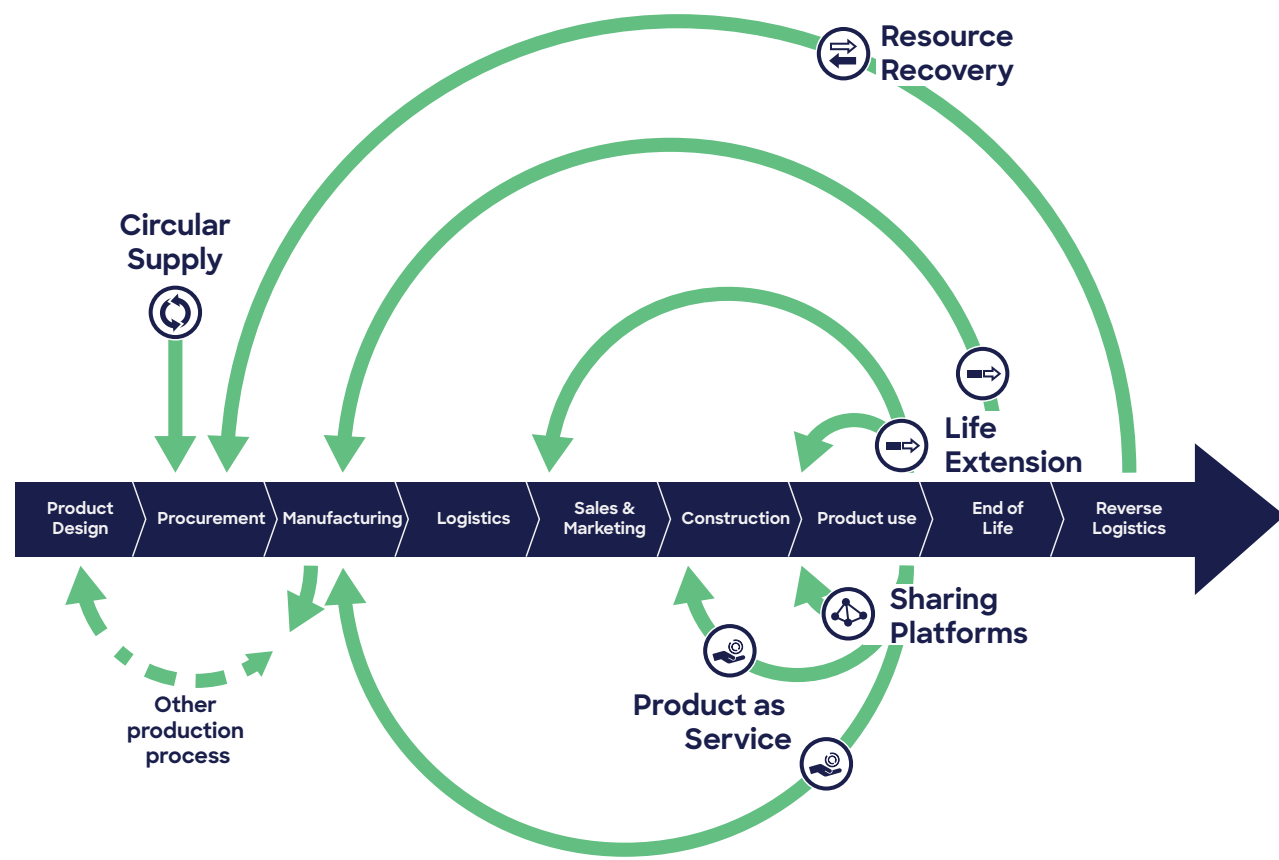 Resource
Recovery
Circular
Supply
Life
Extension
Product
Design
Procurement
Manufacturing
Logistics
Sales &
Marketing
Construction
Product use
End of
Life
Reverse
Logistics
Sharing
Platforms
Product as
Service
Other
production
process